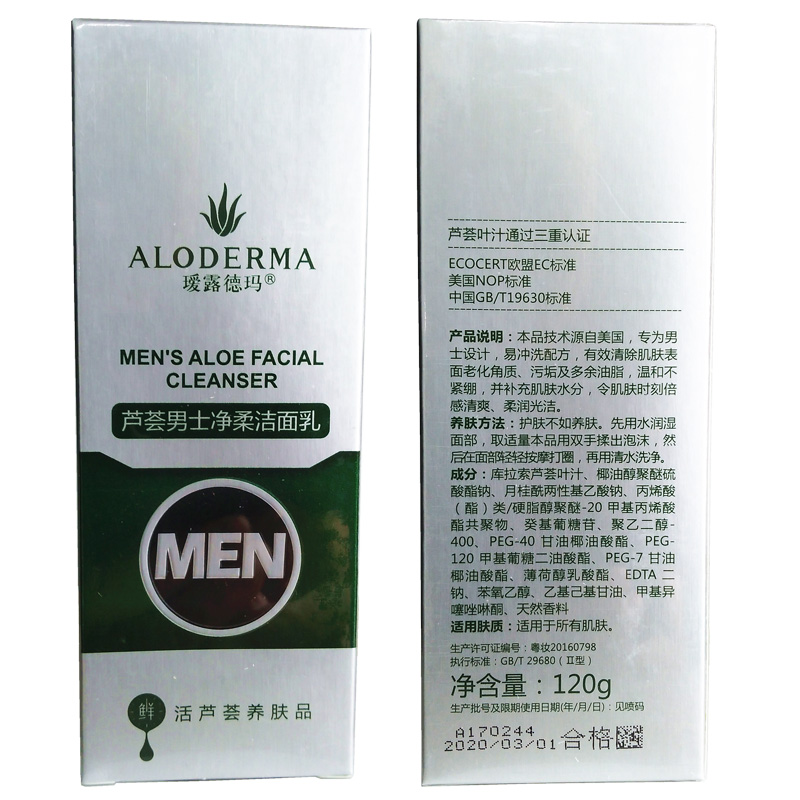 ALODERMA
瑷露德玛®
MEN'S ALOE FACIAL
CLEANSER
芦荟男士净柔洁面乳
MEN
鲜
活芦荟养肤品
芦荟叶汁通过三重认证
ECOCERT欧盟EC标准
美国NOP标准
中国GB/T19630标准
产品说明：本品技术源自美国，专为男
士设计，易冲洗配方，有效清除肌肤表
面老化角质、污垢及多余油脂，温和不
紧绷，并补充肌肤水分，令肌肤时刻倍
感清爽、柔润光洁。
养肤方法：护肤不如养肤。先用水润湿
面部，取适量本品用双手揉出泡沫，然
后在面部轻轻按摩打圈，再用清水洗净。
成分：库拉索芦荟叶汁、椰油醇聚醚硫
酸酯钠、月桂酰两性基乙酸钠、丙烯酸
（酯）类/硬脂醇聚醚-20 甲基丙烯酸
酯共聚物、癸基葡糖苷、聚乙二醇-
400、PEG-40 甘油椰油酸酯、PEG-
120 甲基葡糖二油酸酯、PEG-7 甘油
椰油酸酯、薄荷醇乳酸酯、EDTA 二
钠、苯氧乙醇、乙基己基甘油、甲基异
噻唑啉酮、天然香料
适用肤质：适用于所有肌肤。
生产许可证编号：粤妆20160798
执行标准：GB/T 29680（Ⅱ型）
净含量：120g
生产批号及限期使用日期(年/月/日)：见喷码
A170244
2020/03/01 合格